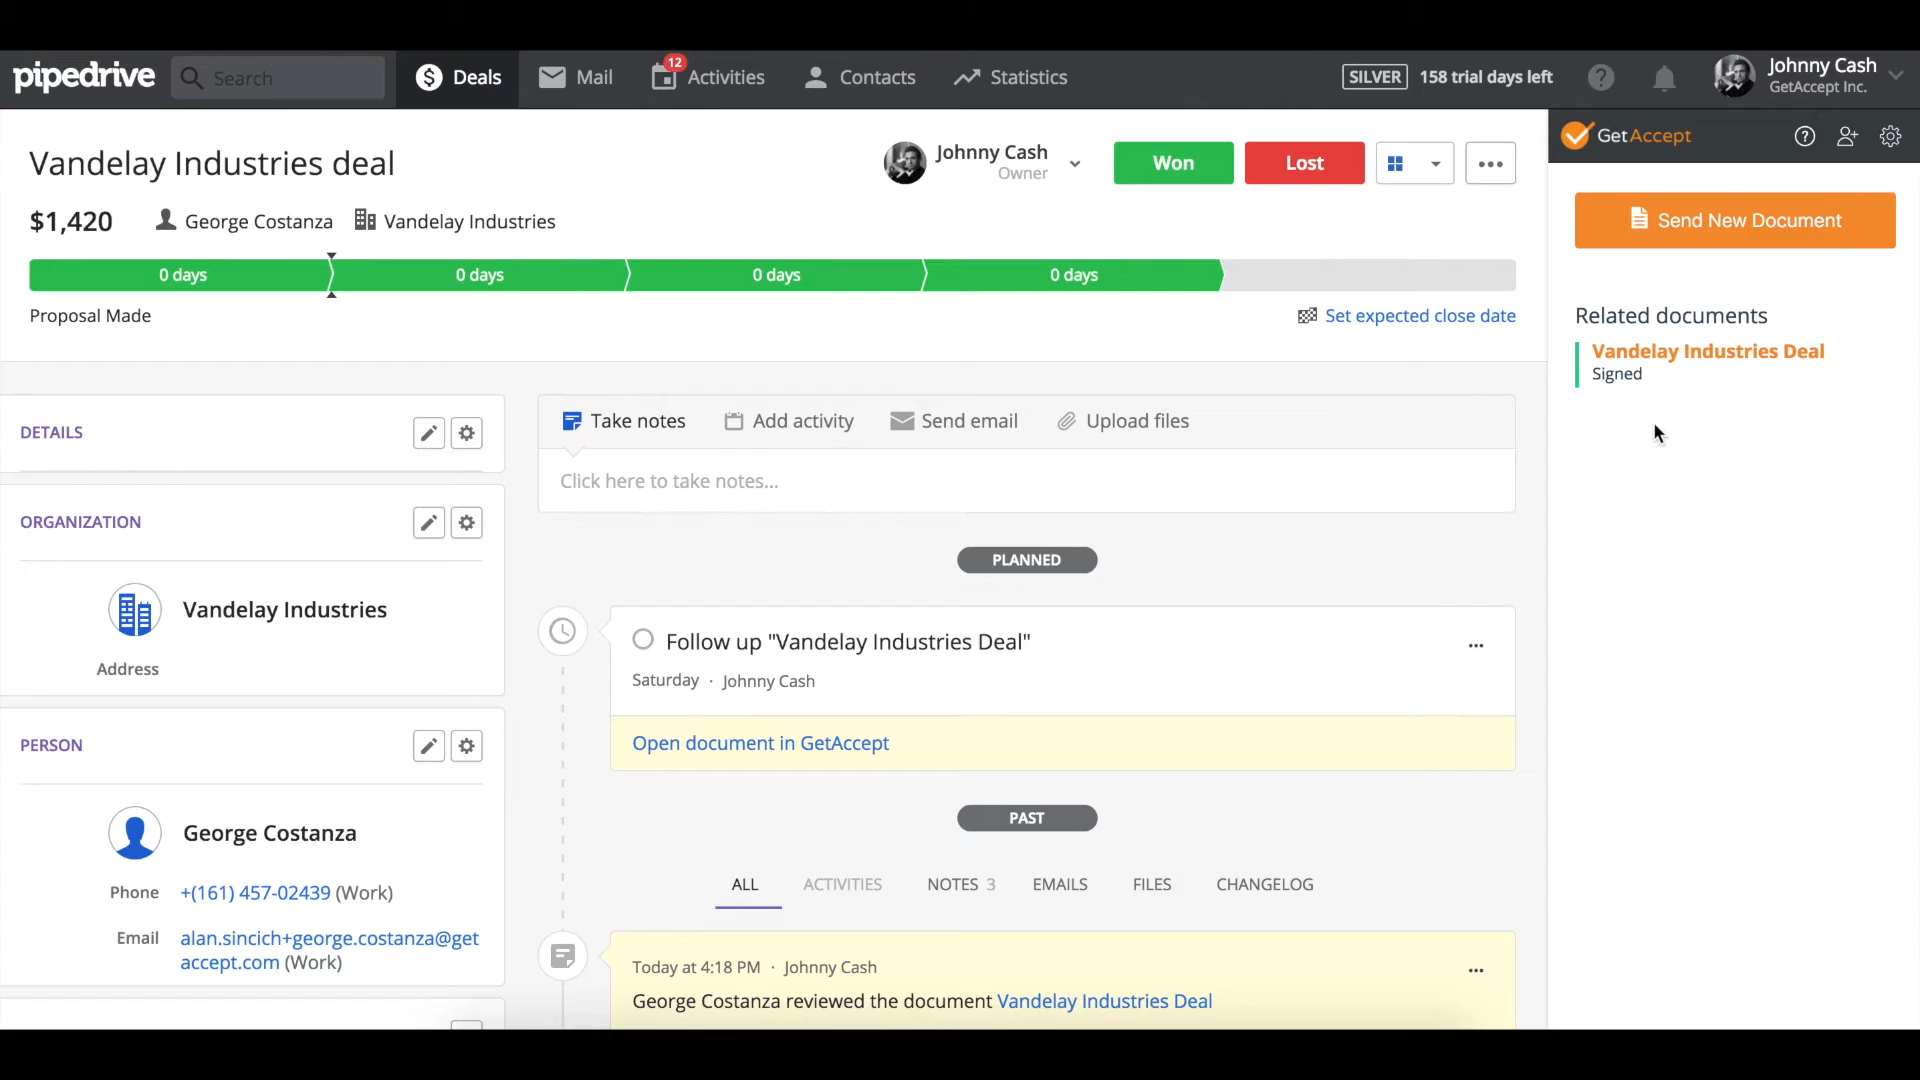 pipedrive
Search
Deals
Mail
12
Activities
Contacts
Statistics
SILVER
158 trial days left
Johnny Cash
GetAccept Inc.
Vandelay Industries deal
Johnny Cash
Owner
Won
Lost
$1,420
George Costanza
Vandelay Industries
0 days
0 days
0 days
0 days
Proposal Made
Set expected close date
GetAccept
Send New Document
Related documents
Vandelay Industries Deal
Signed
DETAILS
ORGANIZATION
Vandelay Industries
Address
PERSON
George Costanza
Phone +(161) 457-02439 (Work)
Email alan.sincich+george.costanza@get
accept.com (Work)
Take notes
Add activity
Send email
Upload files
Click here to take notes...
PLANNED
Follow up "Vandelay Industries Deal"
Saturday · Johnny Cash
Open document in GetAccept
PAST
ALL
ACTIVITIES
NOTES 3
EMAILS
FILES
CHANGELOG
Today at 4:18 PM · Johnny Cash
George Costanza reviewed the document Vandelay Industries Deal